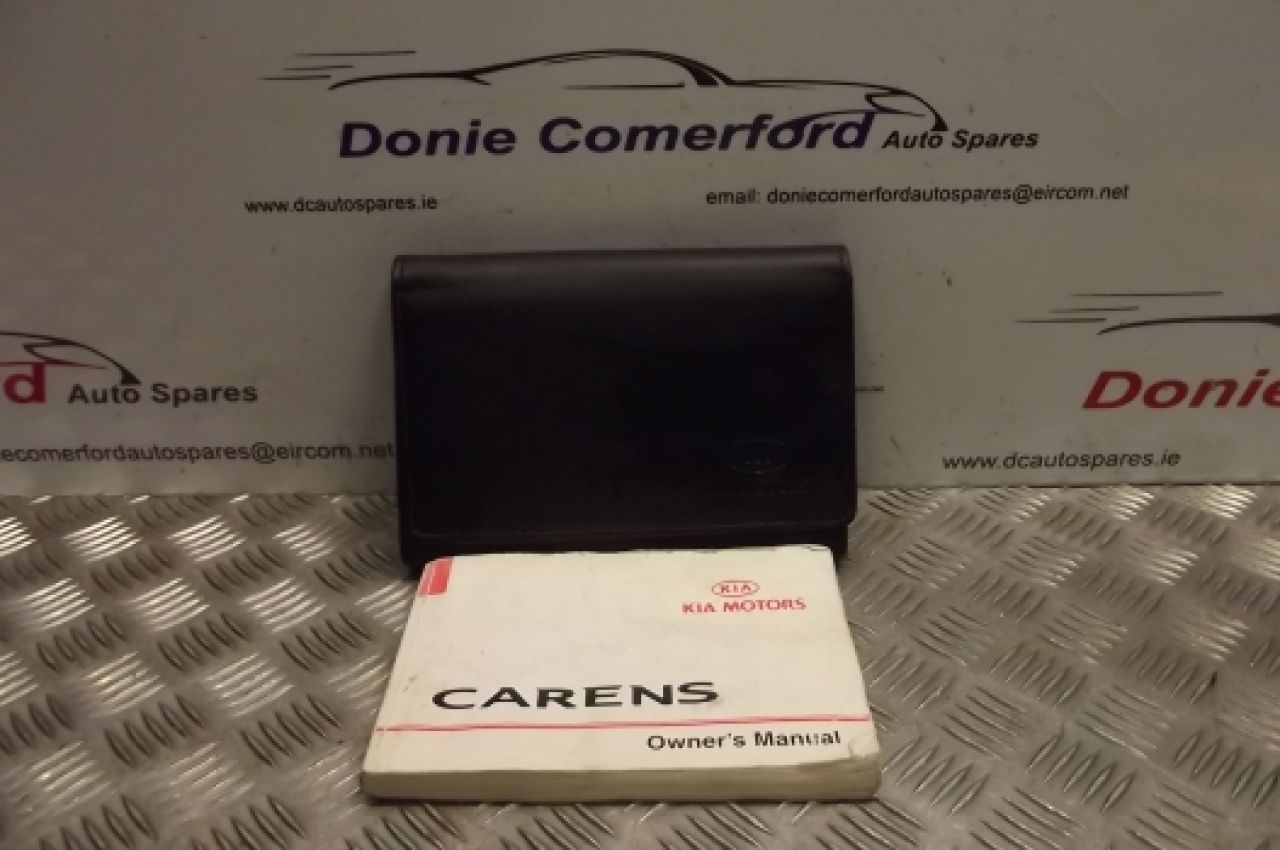 Donie Comerford Auto Spares
www.dcautospares.ie
email: doniecomerfordautospares@eircom.net
d Auto Spares
ecomerfordautospares@eircom.net
Donie
www.dcautospares.ie
KIA
KIA MOTORS
CARENS
Owner's Manual